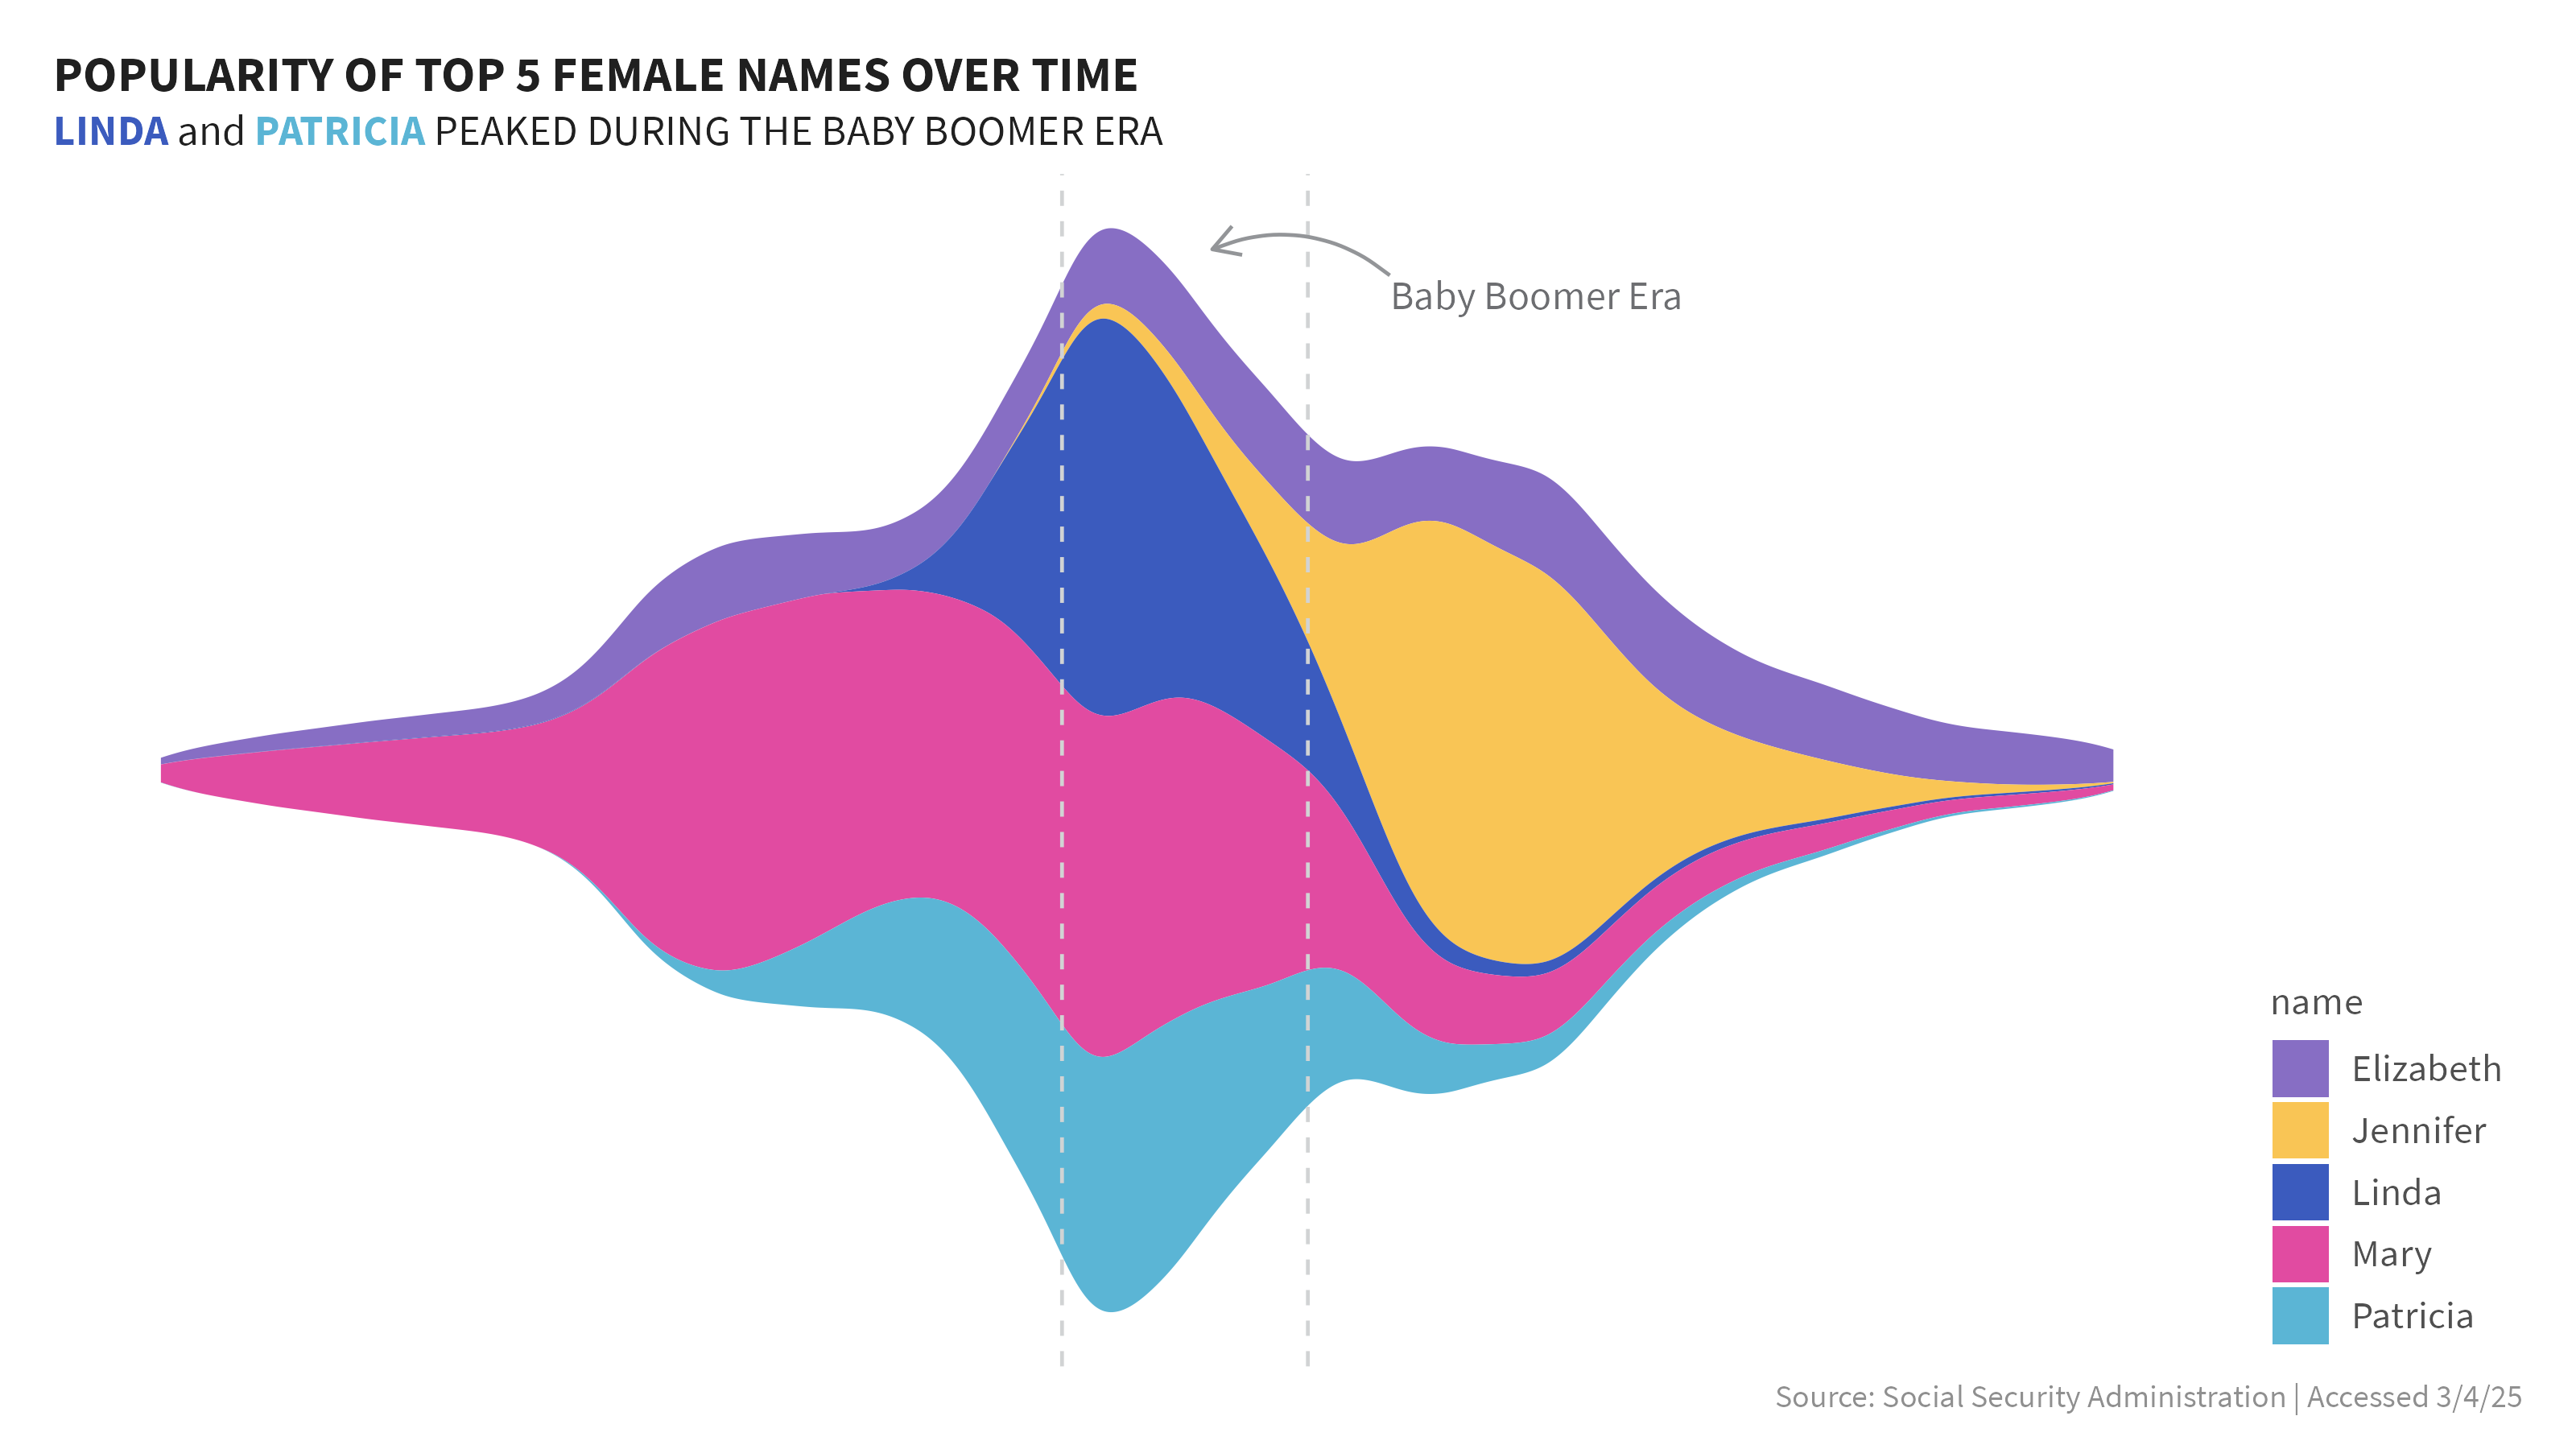 POPULARITY OF TOP 5 FEMALE NAMES OVER TIME
LINDA and PATRICIA PEAKED DURING THE BABY BOOMER ERA
Baby Boomer Era
name
Elizabeth
Jennifer
Linda
Mary
Patricia
Source: Social Security Administration | Accessed 3/4/25